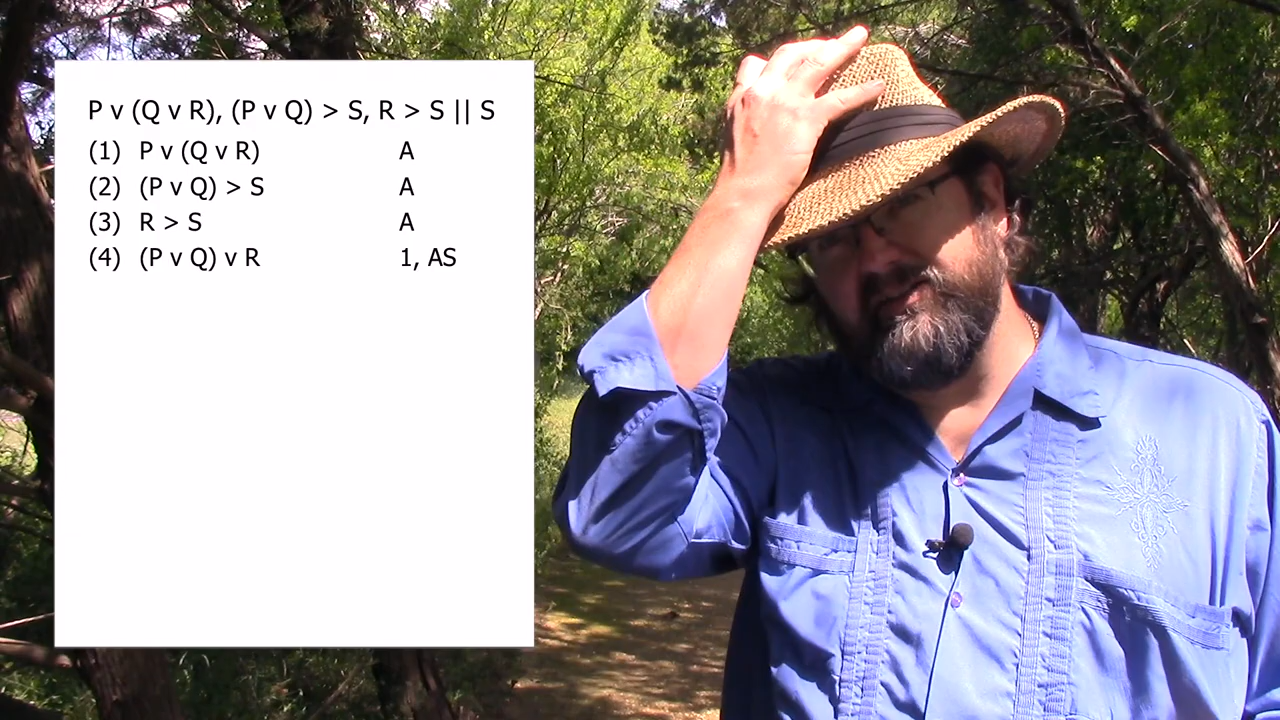 P v (Q v R), (P v Q) > S, R > S || S
(1) P v (Q v R) A
(2) (P v Q) > S A
(3) R > S A
(4) (P v Q) v R 1, AS